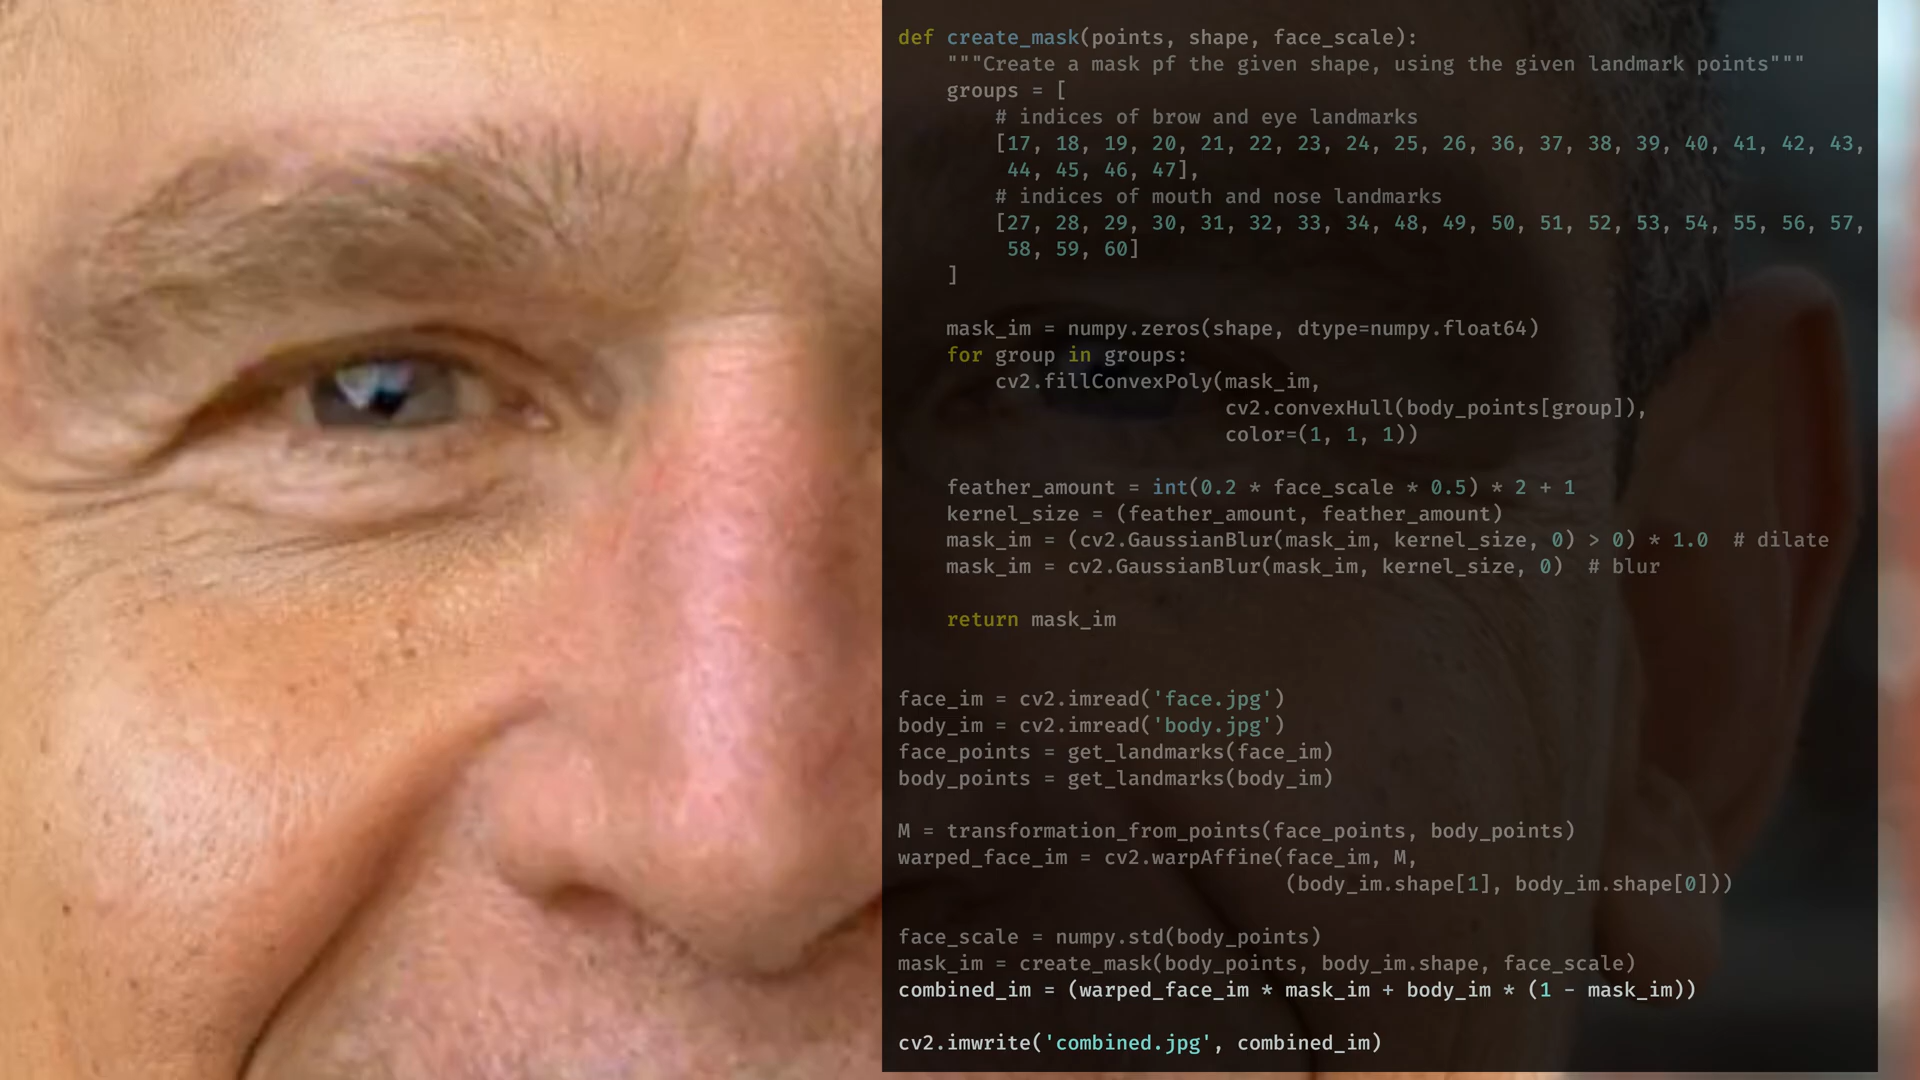 def create_mask(points, shape, face_scale):
    """Create a mask pf the given shape, using the given landmark points"""
    groups = [
        # indices of brow and eye landmarks
        [17, 18, 19, 20, 21, 22, 23, 24, 25, 26, 36, 37, 38, 39, 40, 41, 42, 43,
         44, 45, 46, 47],
        # indices of mouth and nose landmarks
        [27, 28, 29, 30, 31, 32, 33, 34, 48, 49, 50, 51, 52, 53, 54, 55, 56, 57,
         58, 59, 60]
    ]
    mask_im = numpy.zeros(shape, dtype=numpy.float64)
    for group in groups:
        cv2.fillConvexPoly(mask_im,
                           cv2.convexHull(body_points[group]),
                           color=(1, 1, 1))
    feather_amount = int(0.2 * face_scale * 0.5) * 2 + 1
    kernel_size = (feather_amount, feather_amount)
    mask_im = (cv2.GaussianBlur(mask_im, kernel_size, 0) > 0) * 1.0  # dilate
    mask_im = cv2.GaussianBlur(mask_im, kernel_size, 0)  # blur
    return mask_im
face_im = cv2.imread('face.jpg')
body_im = cv2.imread('body.jpg')
face_points = get_landmarks(face_im)
body_points = get_landmarks(body_im)
M = transformation_from_points(face_points, body_points)
warped_face_im = cv2.warpAffine(face_im, M,
                                (body_im.shape[1], body_im.shape[0]))
face_scale = numpy.std(body_points)
mask_im = create_mask(body_points, body_im.shape, face_scale)
combined_im = (warped_face_im * mask_im + body_im * (1 - mask_im))
cv2.imwrite('combined.jpg', combined_im)